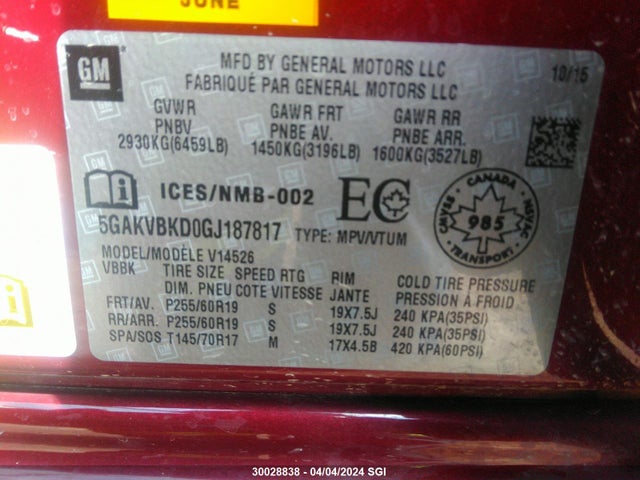 JUNE
GM
MFD BY GENERAL MOTORS LLC
FABRIQUÉ PAR GENERAL MOTORS LLC
10/15
GVWR GAWR FRT GAWR RR
PNBV PNBE AV. PNBE ARR.
2930KG(6459LB) 1450KG(3196LB) 1600KG(3527LB)
ICES/NMB-002 EC
CANADA
985
TRANSPORT
5GAKVBKD0GJ187817 TYPE: MPV/VTUM
MODEL/MODÈLE V14526
VBBK TIRE SIZE SPEED RTG RIM COLD TIRE PRESSURE
DIM. PNEU COTE VITESSE JANTE PRESSION À FROID
FRT/AV. P255/60R19 S 19X7.5J 240 KPA(35PSI)
RR/ARR. P255/60R19 S 19X7.5J 240 KPA(35PSI)
SPA/SOS T145/70R17 M 17X4.5B 420 KPA(60PSI)
30028838 - 04/04/2024 SGI